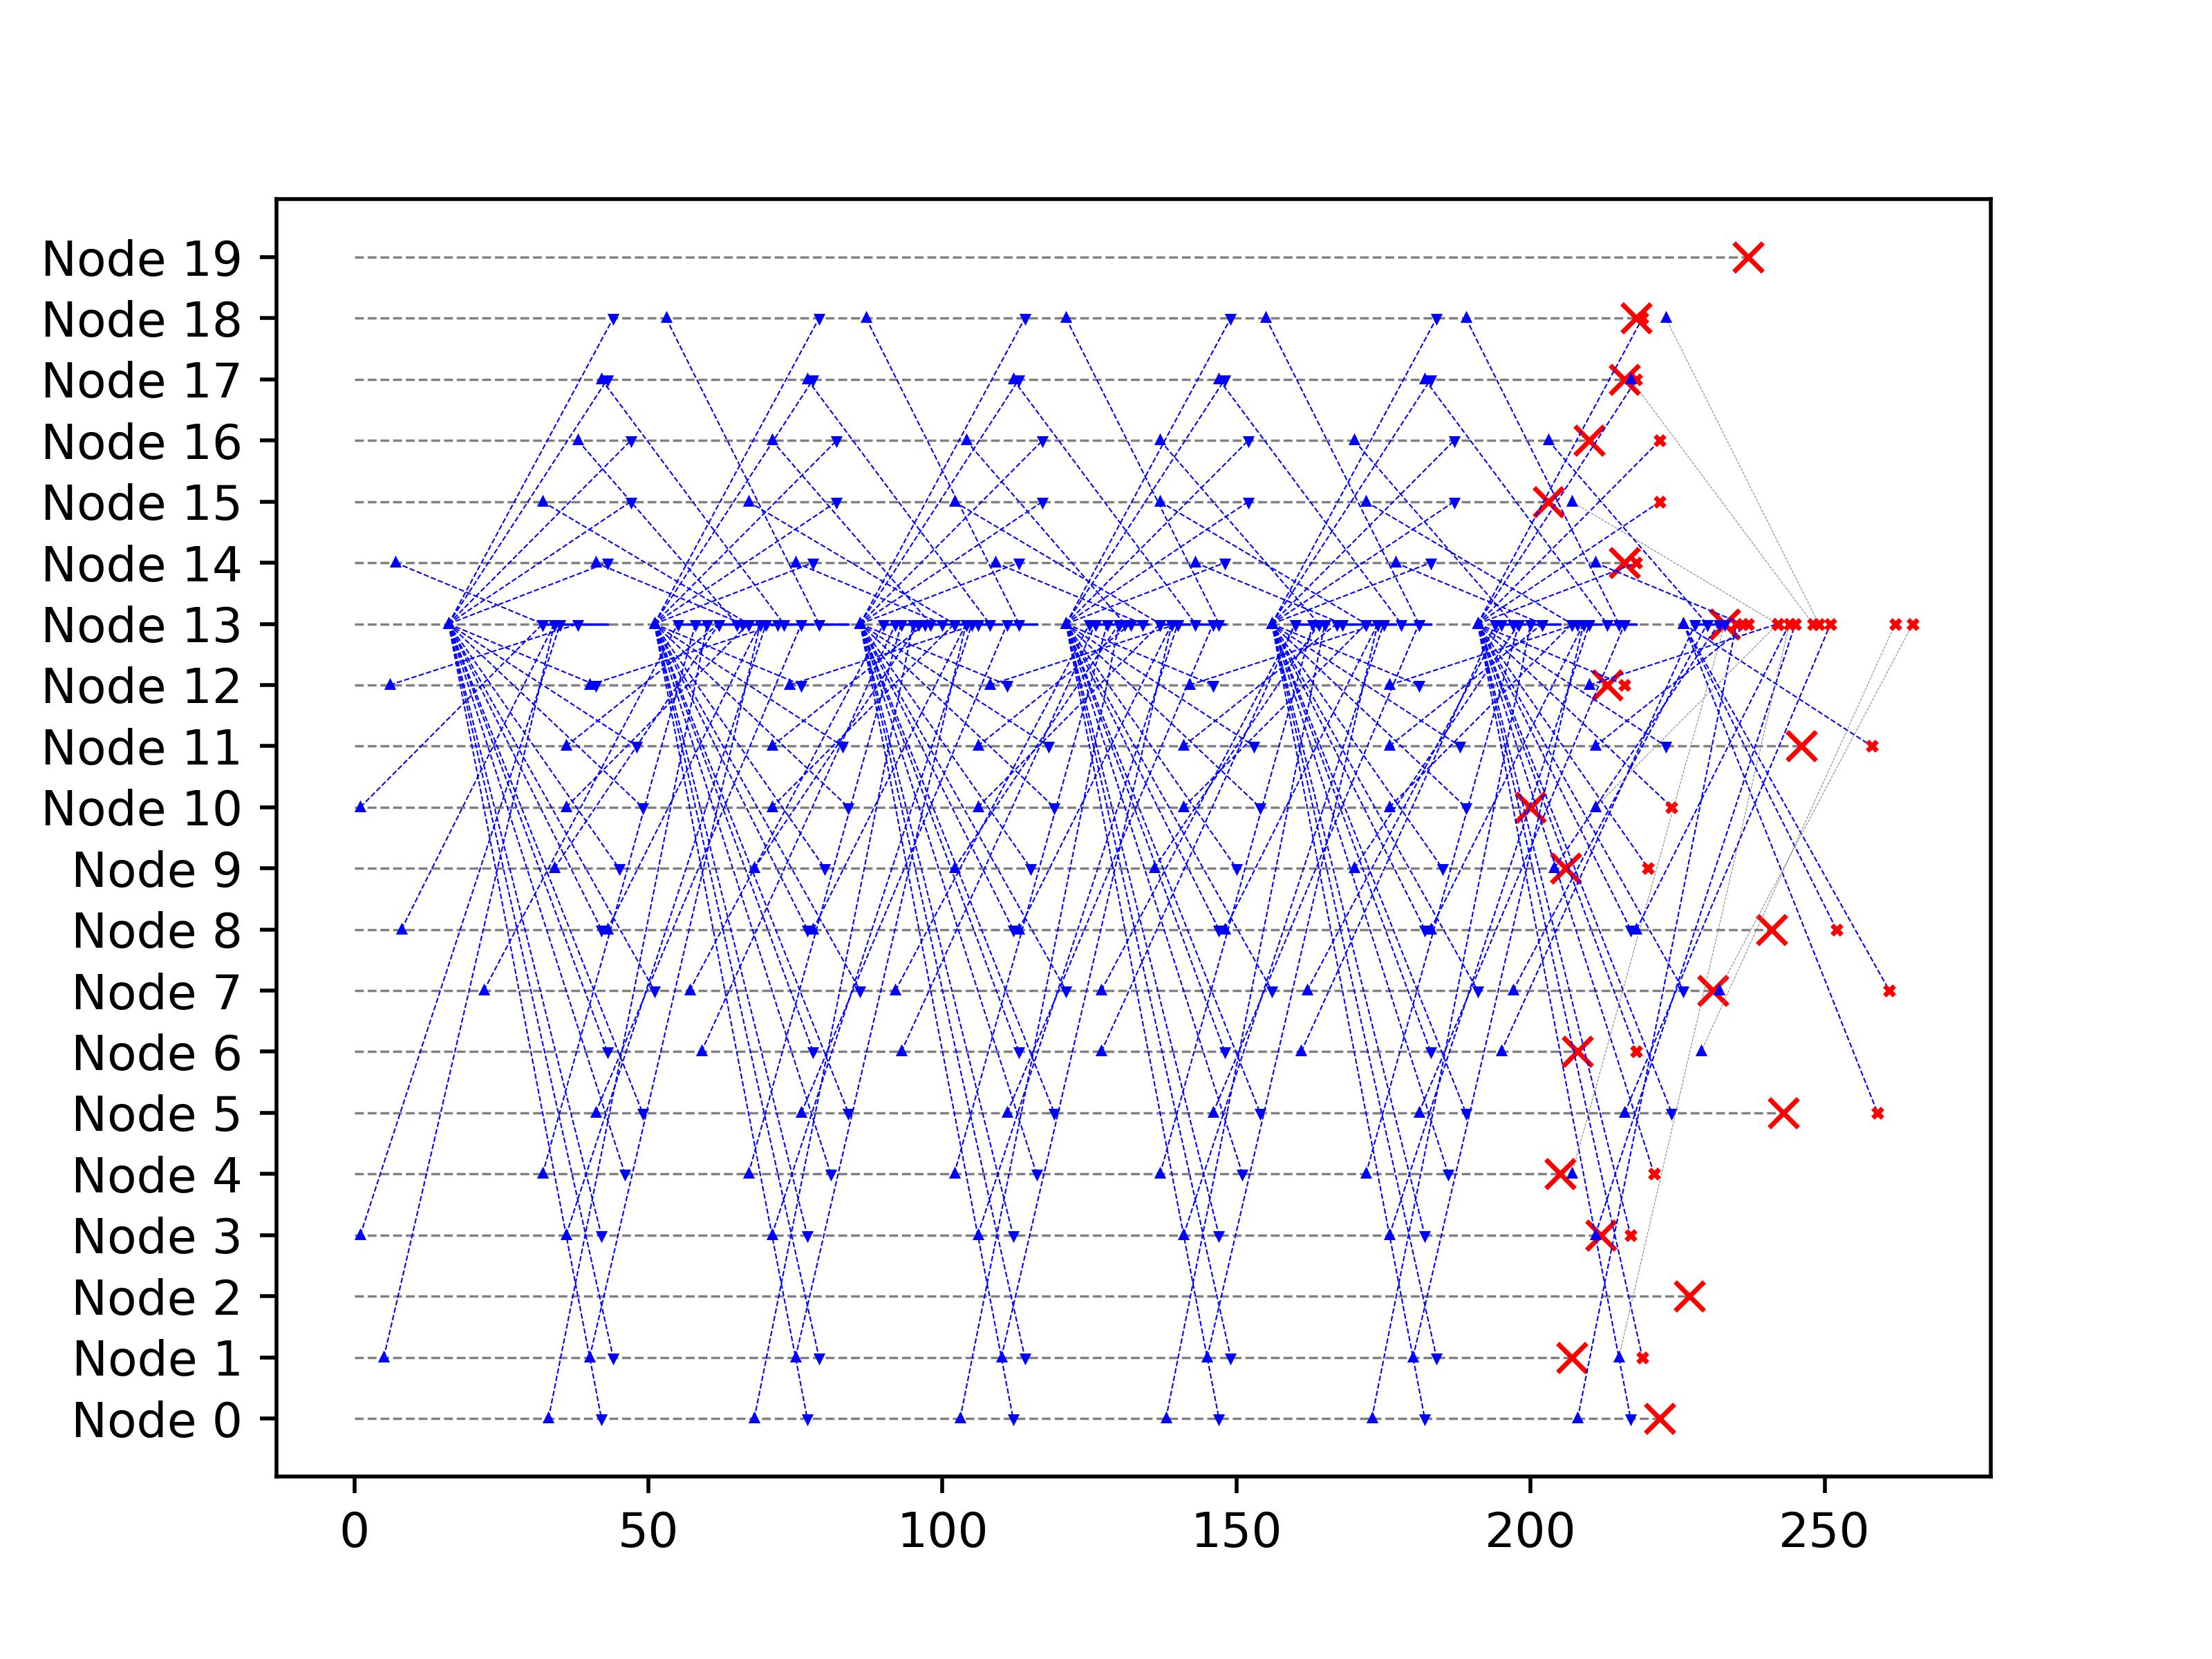 Node 19
Node 18
Node 17
Node 16
Node 15
Node 14
Node 13
Node 12
Node 11
Node 10
Node 9
Node 8
Node 7
Node 6
Node 5
Node 4
Node 3
Node 2
Node 1
Node 0
0 50 100 150 200 250